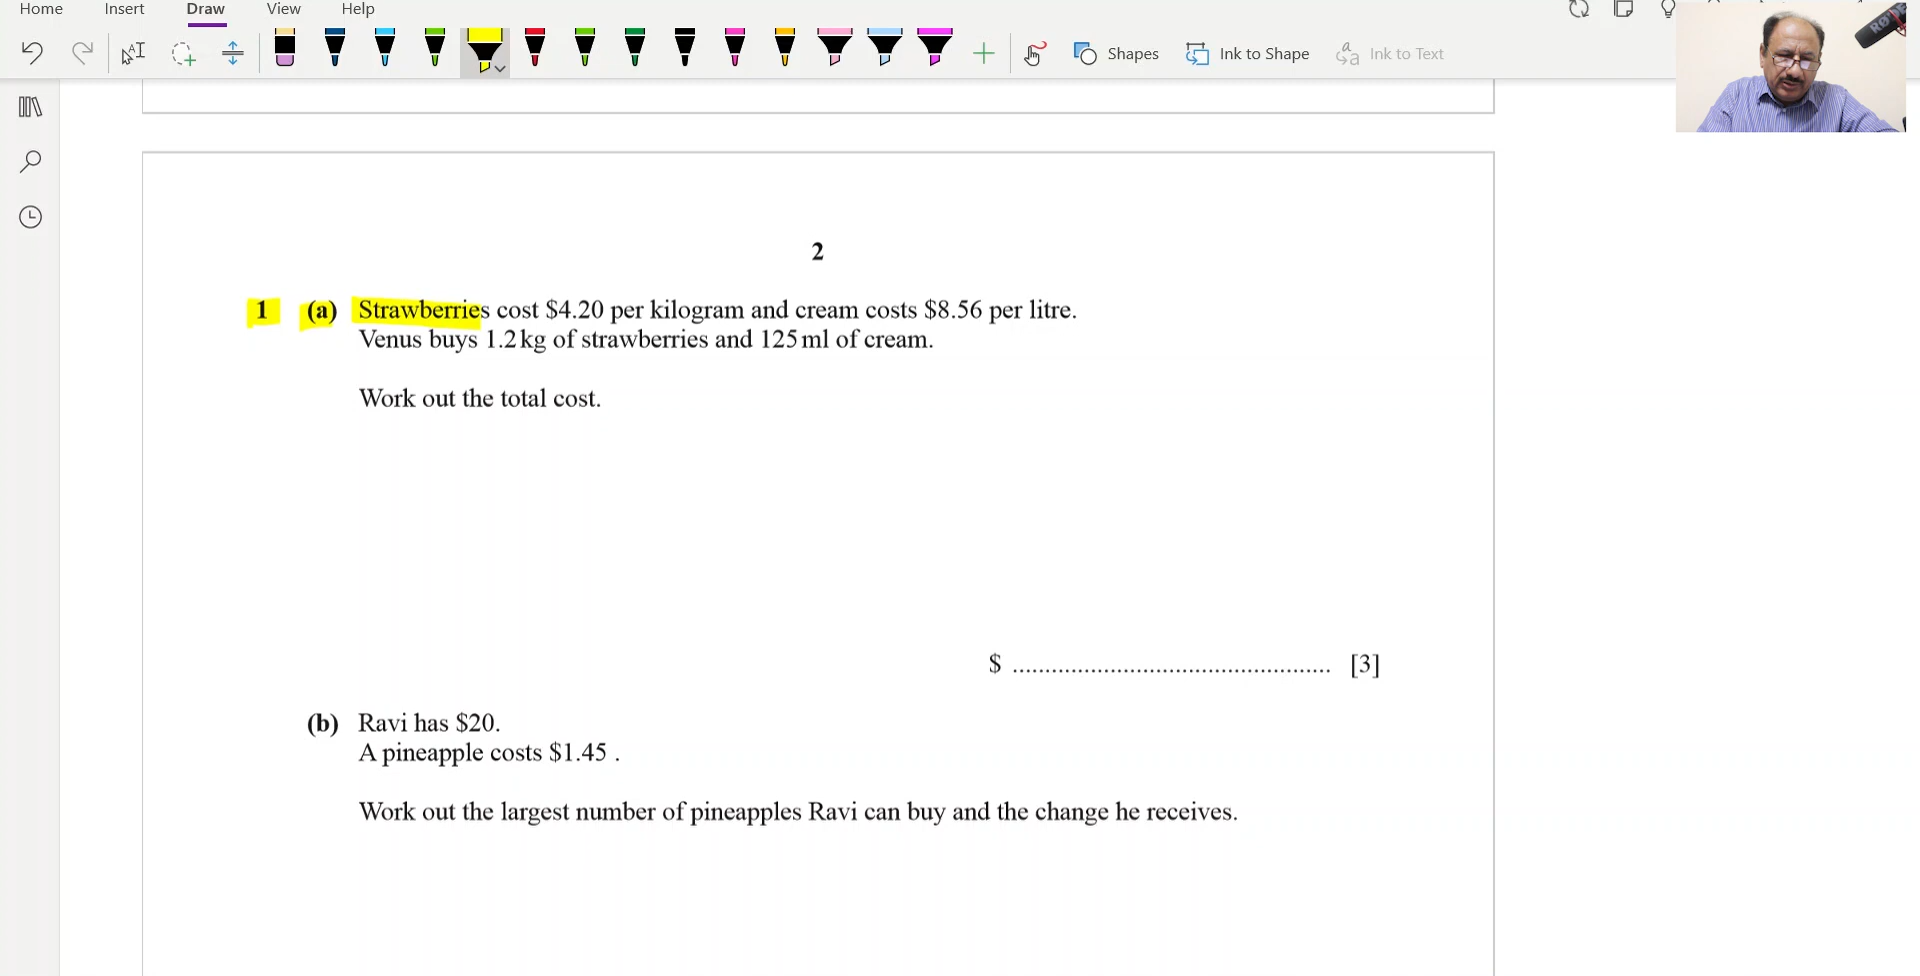 Home Insert Draw View Help
Shapes Ink to Shape Ink to Text
RØDE
2
1 (a) Strawberries cost $4.20 per kilogram and cream costs $8.56 per litre.
Venus buys 1.2 kg of strawberries and 125 ml of cream.
Work out the total cost.
$ ................................................. [3]
(b) Ravi has $20.
A pineapple costs $1.45 .
Work out the largest number of pineapples Ravi can buy and the change he receives.